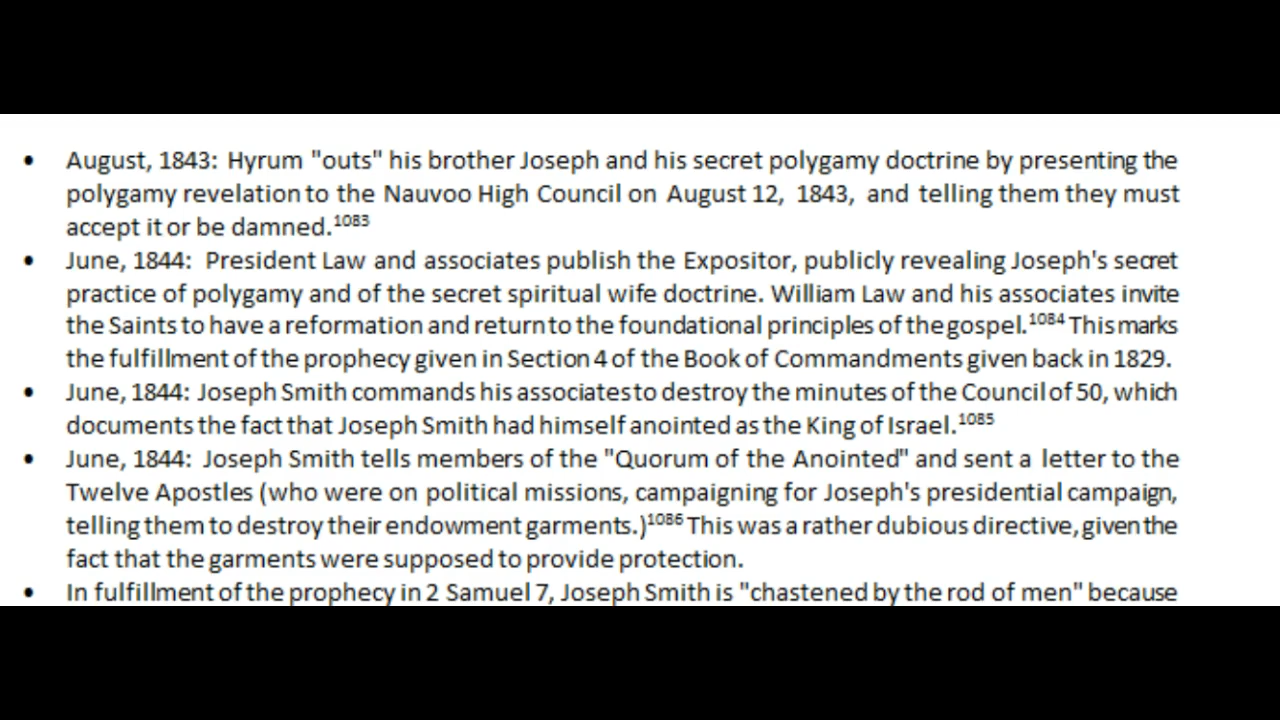 • August, 1843: Hyrum "outs" his brother Joseph and his secret polygamy doctrine by presenting the
polygamy revelation to the Nauvoo High Council on August 12, 1843, and telling them they must
accept it or be damned.1083
• June, 1844: President Law and associates publish the Expositor, publicly revealing Joseph's secret
practice of polygamy and of the secret spiritual wife doctrine. William Law and his associates invite
the Saints to have a reformation and return to the foundational principles of the gospel.1084 This marks
the fulfillment of the prophecy given in Section 4 of the Book of Commandments given back in 1829.
• June, 1844: Joseph Smith commands his associates to destroy the minutes of the Council of 50, which
documents the fact that Joseph Smith had himself anointed as the King of Israel.1085
• June, 1844: Joseph Smith tells members of the "Quorum of the Anointed" and sent a letter to the
Twelve Apostles (who were on political missions, campaigning for Joseph's presidential campaign,
telling them to destroy their endowment garments.)1086 This was a rather dubious directive, given the
fact that the garments were supposed to provide protection.
• In fulfillment of the prophecy in 2 Samuel 7, Joseph Smith is "chastened by the rod of men" because